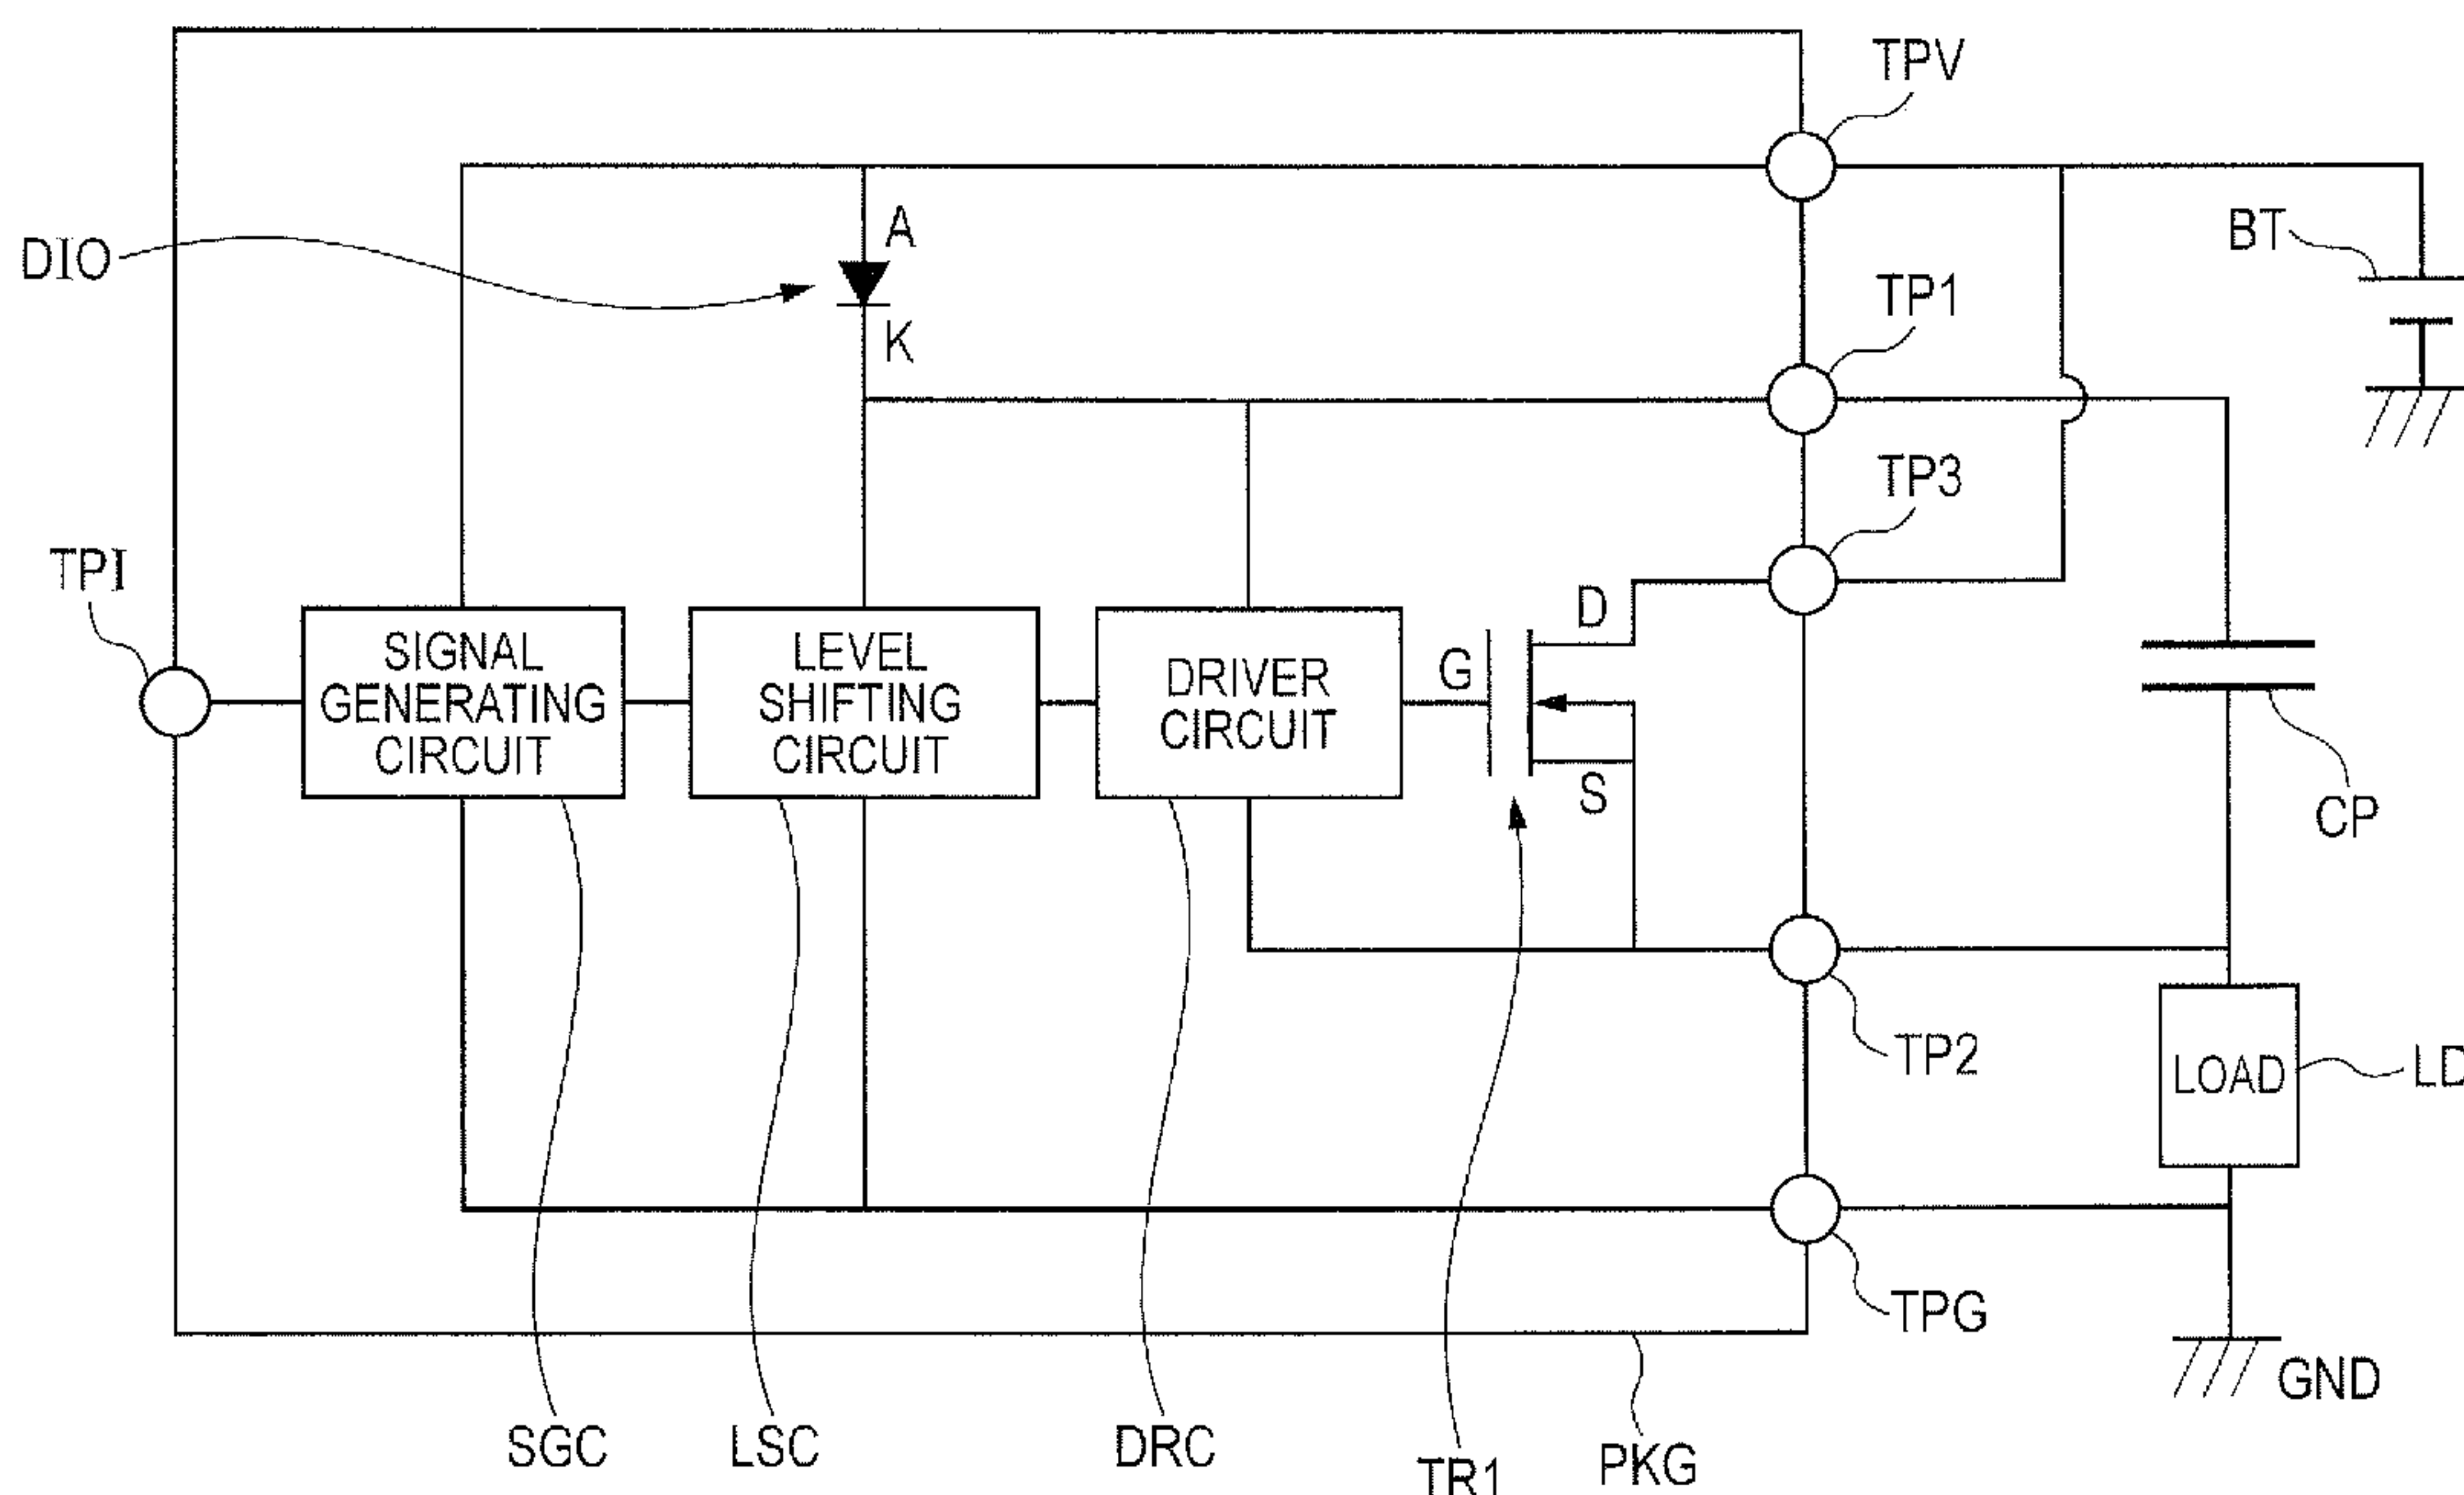 TPV
BT
A
DIO
TP1
K
TP3
TPI
D
SIGNAL
GENERATING
CIRCUIT
LEVEL
SHIFTING
CIRCUIT
DRIVER
CIRCUIT
G
S
CP
TP2
LOAD
LD
TPG
GND
SGC
LSC
DRC
TR1
PKG